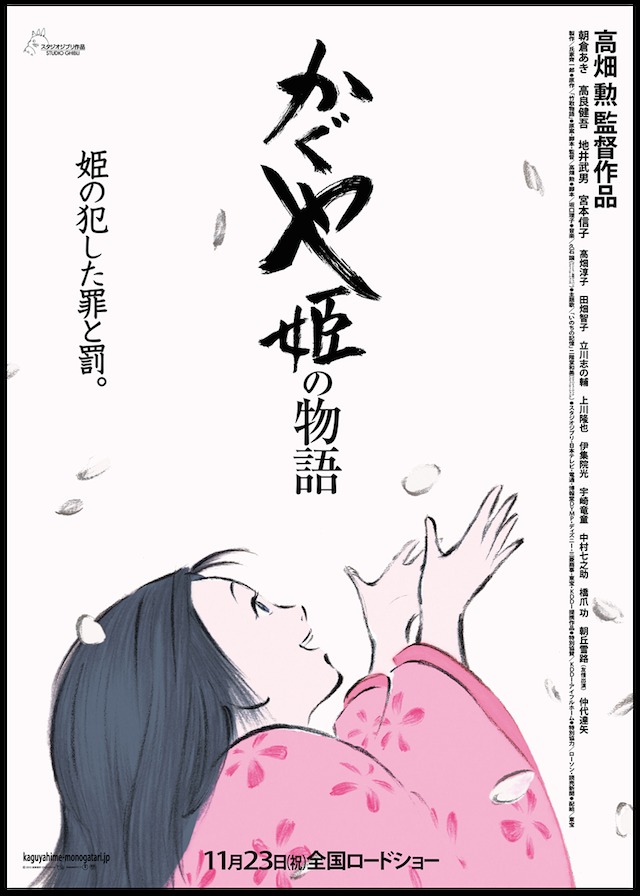 スタジオジブリ作品
STUDIO GHIBLI
高畑 勲 監督作品
朝倉あき 高良健吾 地井武男 宮本信子 高畑淳子 田畑智子 立川志の輔 上川隆也 伊集院光 宇崎竜童 中村七之助 橋爪 功 朝丘雪路(友情出演) 仲代達矢
かぐや姫の物語
姫の犯した罪と罰。
kaguyahime-monogatari.jp
11月23日(祝)全国ロードショー